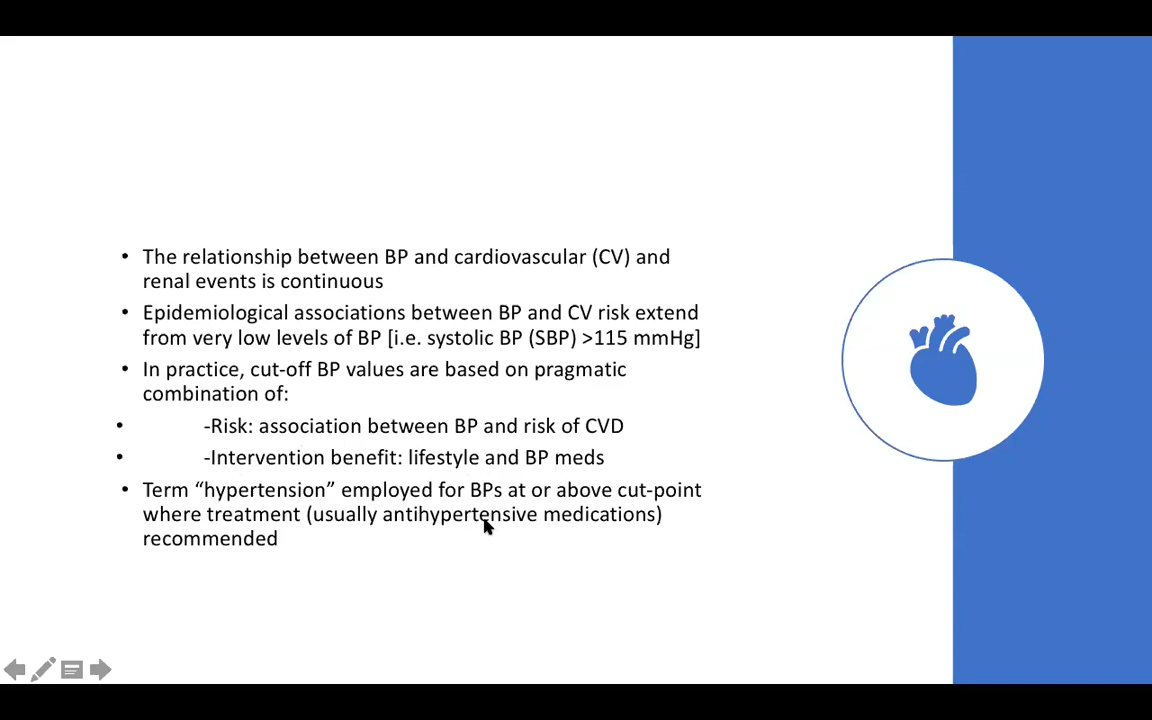 • The relationship between BP and cardiovascular (CV) and
renal events is continuous
• Epidemiological associations between BP and CV risk extend
from very low levels of BP [i.e. systolic BP (SBP) >115 mmHg]
• In practice, cut-off BP values are based on pragmatic
combination of:
• -Risk: association between BP and risk of CVD
• -Intervention benefit: lifestyle and BP meds
• Term “hypertension” employed for BPs at or above cut-point
where treatment (usually antihypertensive medications)
recommended